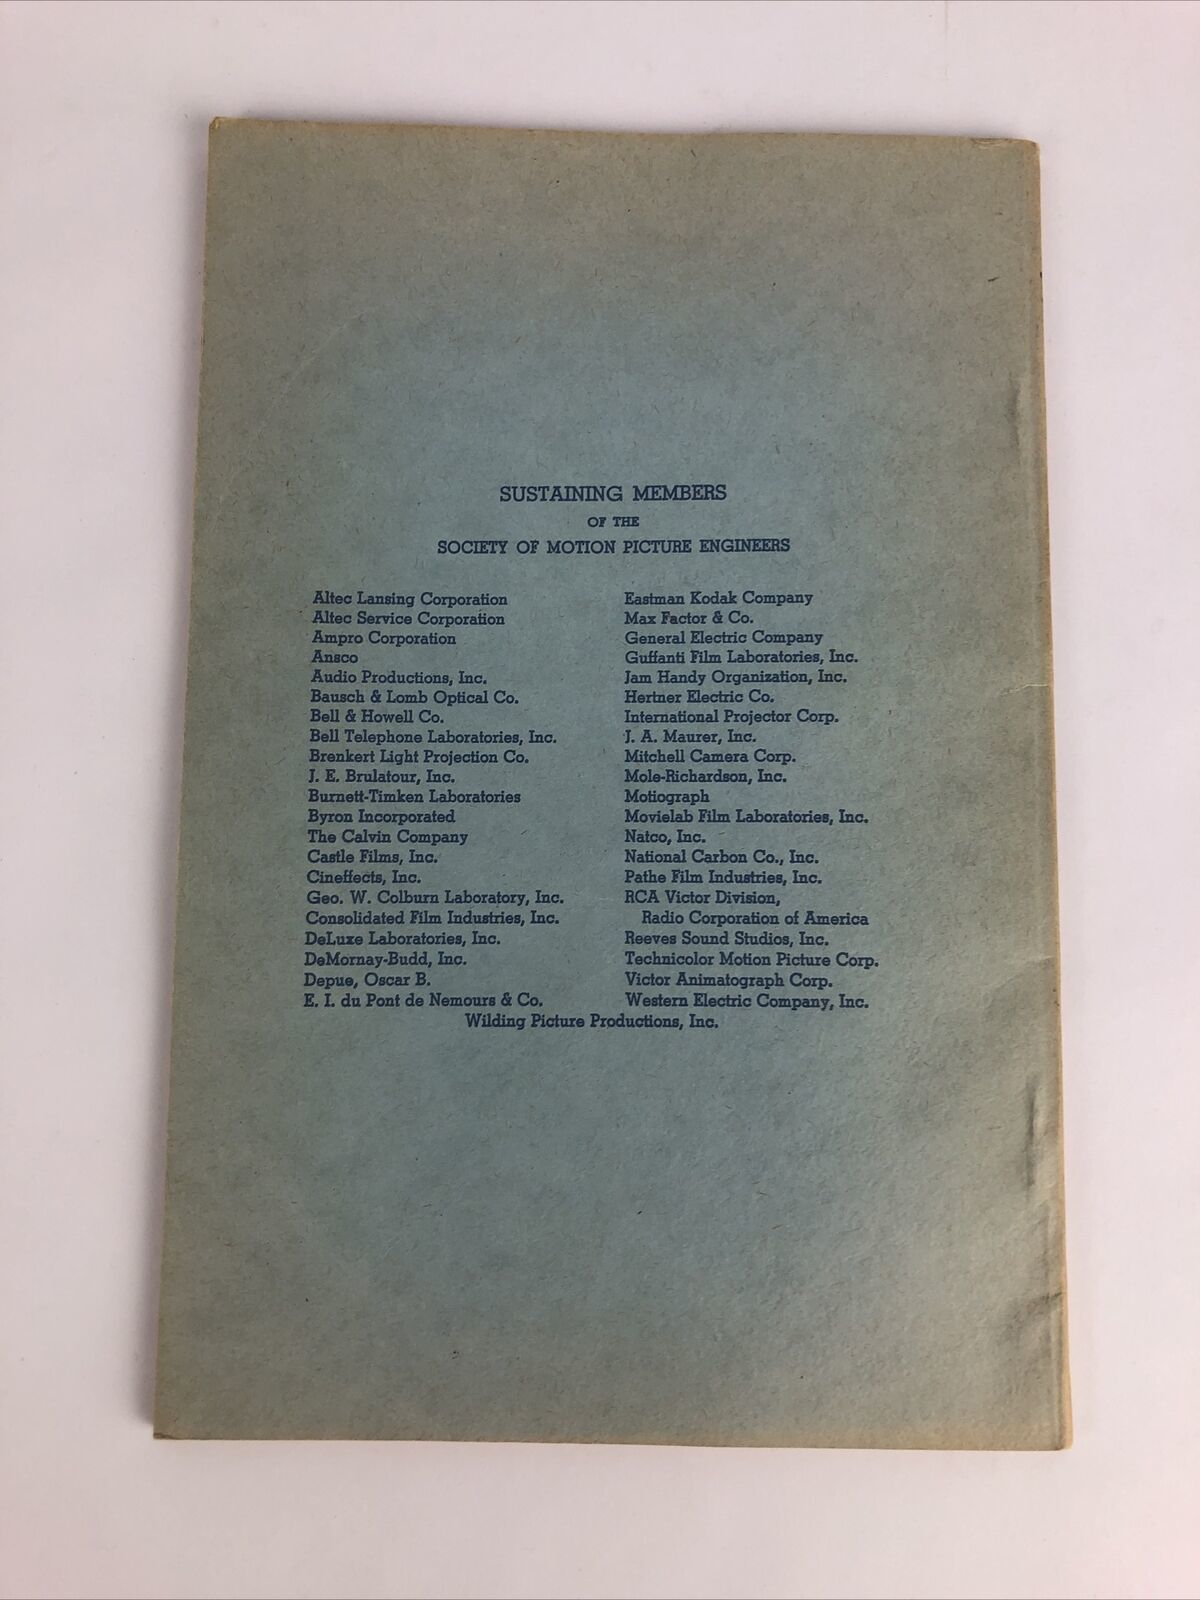 SUSTAINING MEMBERS
OF THE
SOCIETY OF MOTION PICTURE ENGINEERS
Altec Lansing Corporation
Altec Service Corporation
Ampro Corporation
Ansco
Audio Productions, Inc.
Bausch & Lomb Optical Co.
Bell & Howell Co.
Bell Telephone Laboratories, Inc.
Brenkert Light Projection Co.
J. E. Brulatour, Inc.
Burnett-Timken Laboratories
Byron Incorporated
The Calvin Company
Castle Films, Inc.
Cineffects, Inc.
Geo. W. Colburn Laboratory, Inc.
Consolidated Film Industries, Inc.
DeLuxe Laboratories, Inc.
DeMornay-Budd, Inc.
Depue, Oscar B.
E. I. du Pont de Nemours & Co.
Eastman Kodak Company
Max Factor & Co.
General Electric Company
Guffanti Film Laboratories, Inc.
Jam Handy Organization, Inc.
Hertner Electric Co.
International Projector Corp.
J. A. Maurer, Inc.
Mitchell Camera Corp.
Mole-Richardson, Inc.
Motiograph
Movielab Film Laboratories, Inc.
Natco, Inc.
National Carbon Co., Inc.
Pathe Film Industries, Inc.
RCA Victor Division,
Radio Corporation of America
Reeves Sound Studios, Inc.
Technicolor Motion Picture Corp.
Victor Animatograph Corp.
Western Electric Company, Inc.
Wilding Picture Productions, Inc.